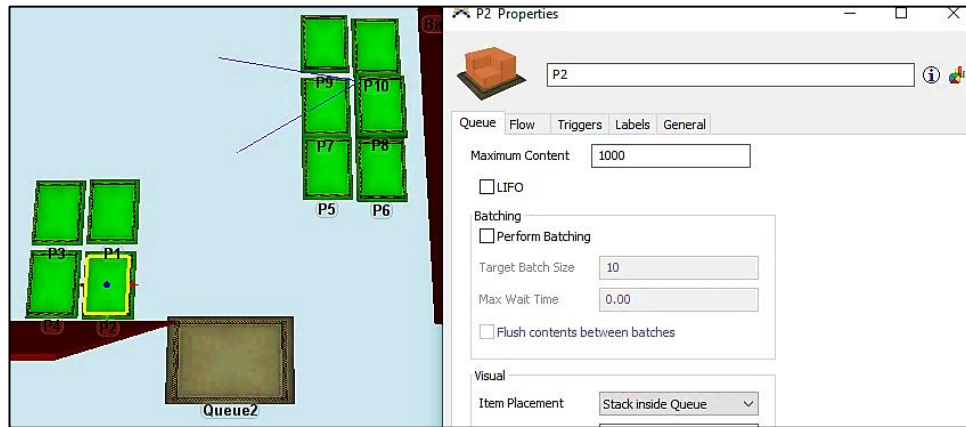 Ba
P9
P10
P7
P8
P5
P6
P3
P1
P4
P2
Queue2
P2 Properties
P2
Queue
Flow
Triggers
Labels
General
Maximum Content
1000
LIFO
Batching
Perform Batching
Target Batch Size
10
Max Wait Time
0.00
Flush contents between batches
Visual
Item Placement
Stack inside Queue